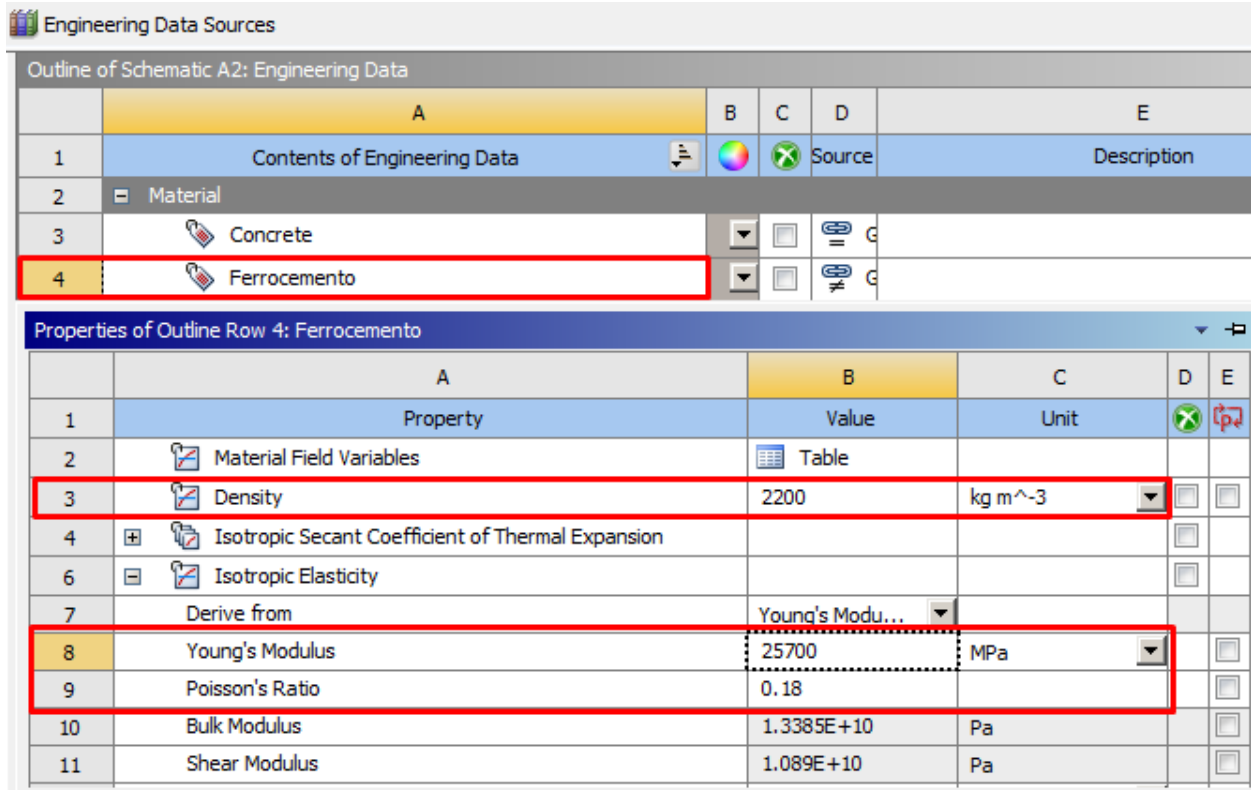 Engineering Data Sources
Outline of Schematic A2: Engineering Data
A B C D E
1 Contents of Engineering Data Source Description
2 Material
3 Concrete G
4 Ferrocemento G
Properties of Outline Row 4: Ferrocemento
A B C D E
1 Property Value Unit
2 Material Field Variables Table
3 Density 2200 kg m^-3
4 Isotropic Secant Coefficient of Thermal Expansion
6 Isotropic Elasticity
7 Derive from Young's Modu...
8 Young's Modulus 25700 MPa
9 Poisson's Ratio 0.18
10 Bulk Modulus 1.3385E+10 Pa
11 Shear Modulus 1.089E+10 Pa